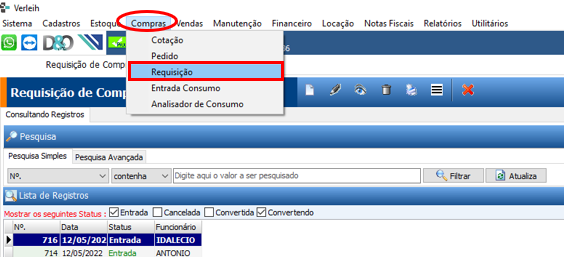 Verleih
Sistema Cadastros Estoque Compras Vendas Manutenção Financeiro Locação Notas Fiscais Relatórios Utilitários
D&O
Cotação
Pedido
Requisição
Entrada Consumo
Analisador de Consumo
Requisição de Comp
Requisição de Comp
Consultando Registros
Pesquisa
Pesquisa Simples Pesquisa Avançada
Nº. contenha Digite aqui o valor a ser pesquisado Filtrar Atualiza
Lista de Registros
Mostrar os seguintes Status : Entrada Cancelada Convertida Convertendo
Nº. Data Status Funcionário
716 12/05/202 Entrada IDALECIO
714 12/05/2022 Entrada ANTONIO